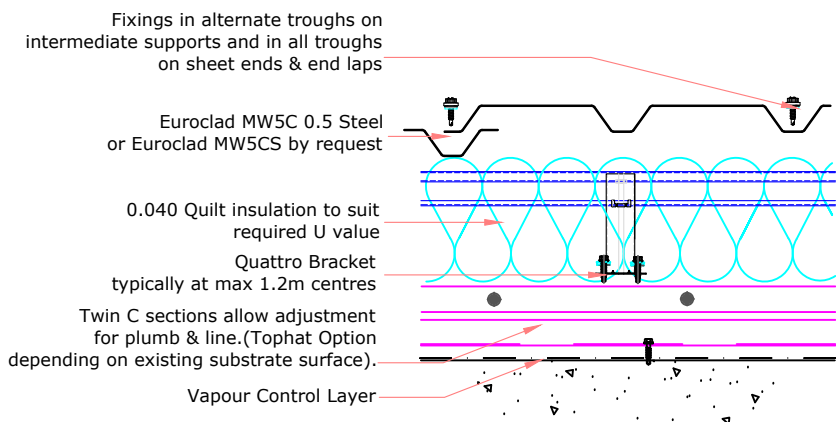 Fixings in alternate troughs on
intermediate supports and in all troughs
on sheet ends & end laps
Euroclad MW5C 0.5 Steel
or Euroclad MW5CS by request
0.040 Quilt insulation to suit
required U value
Quattro Bracket
typically at max 1.2m centres
Twin C sections allow adjustment
for plumb & line.(Tophat Option
depending on existing substrate surface).
Vapour Control Layer